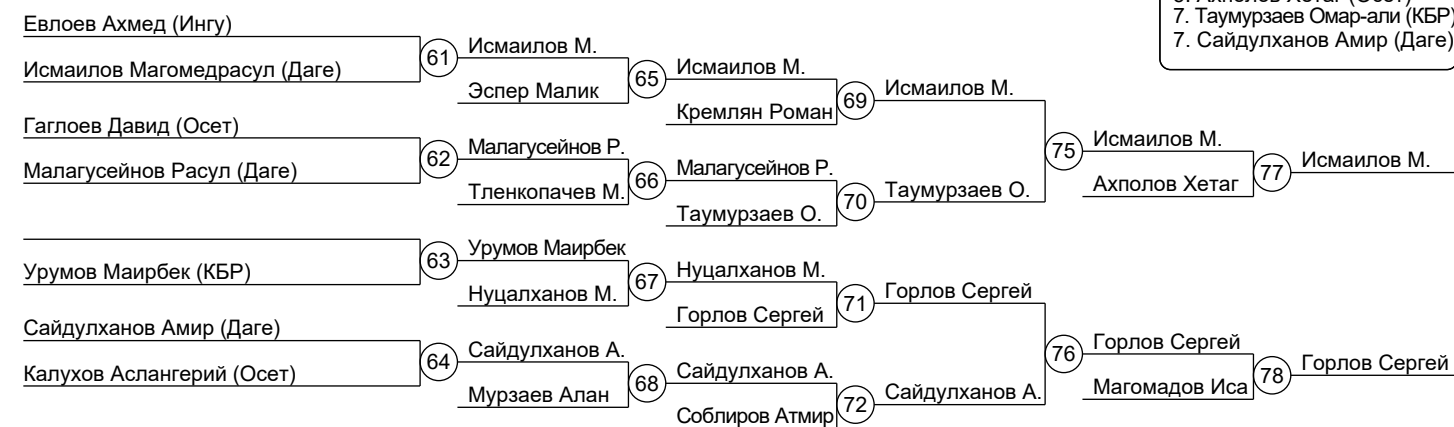 7. Таумурзаев Омар-али (КБР)
7. Сайдулханов Амир (Даге)
Евлоев Ахмед (Ингу)
Исмаилов Магомедрасул (Даге)
61
Исмаилов М.
Эспер Малик
65
Исмаилов М.
Кремлян Роман
69
Исмаилов М.
Гаглоев Давид (Осет)
Малагусейнов Расул (Даге)
62
Малагусейнов Р.
Тленкопачев М.
66
Малагусейнов Р.
Таумурзаев О.
70
Таумурзаев О.
75
Исмаилов М.
Ахполов Хетаг
77
Исмаилов М.
Урумов Маирбек (КБР)
63
Урумов Маирбек
Нуцалханов М.
67
Нуцалханов М.
Горлов Сергей
71
Горлов Сергей
Сайдулханов Амир (Даге)
Калухов Аслангерий (Осет)
64
Сайдулханов А.
Мурзаев Алан
68
Сайдулханов А.
Соблиров Атмир
72
Сайдулханов А.
76
Горлов Сергей
Магомадов Иса
78
Горлов Сергей